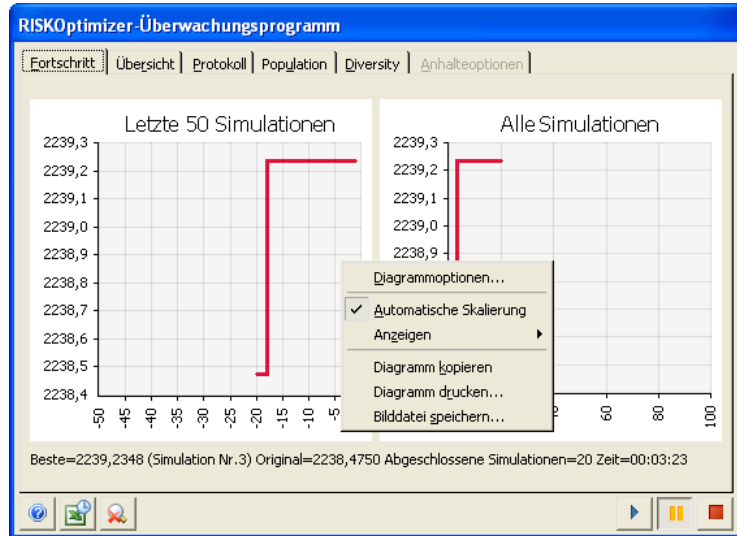 RISKOptimizer-Überwachungsprogramm
Fortschritt Übersicht Protokoll Population Diversity Anhalteoptionen
Letzte 50 Simulationen
2239,3
2239,2
2239,1
2239,0
2238,9
2238,8
2238,7
2238,6
2238,5
2238,4
-50 -45 -40 -35 -30 -25 -20 -15 -10 -5
Alle Simulationen
2239,3
2239,2
2239,1
2239,0
2238,9
60 80 100
Diagrammoptionen...
Automatische Skalierung
Anzeigen
Diagramm kopieren
Diagramm drucken...
Bilddatei speichern...
Beste=2239,2348 (Simulation Nr.3) Original=2238,4750 Abgeschlossene Simulationen=20 Zeit=00:03:23